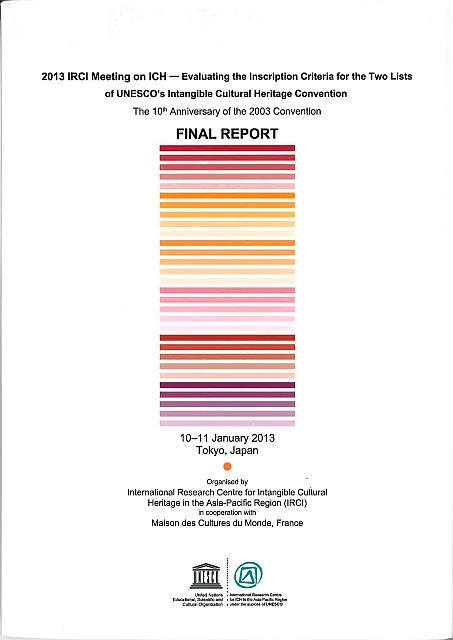 2013 IRCI Meeting on ICH — Evaluating the Inscription Criteria for the Two Lists
of UNESCO's Intangible Cultural Heritage Convention
The 10th Anniversary of the 2003 Convention
FINAL REPORT
10–11 January 2013
Tokyo, Japan
Organised by
International Research Centre for Intangible Cultural
Heritage in the Asia-Pacific Region (IRCI)
in cooperation with
Maison des Cultures du Monde, France
United Nations
Educational, Scientific and
Cultural Organization
International Research Centre
for ICH in the Asia-Pacific Region
under the auspices of UNESCO